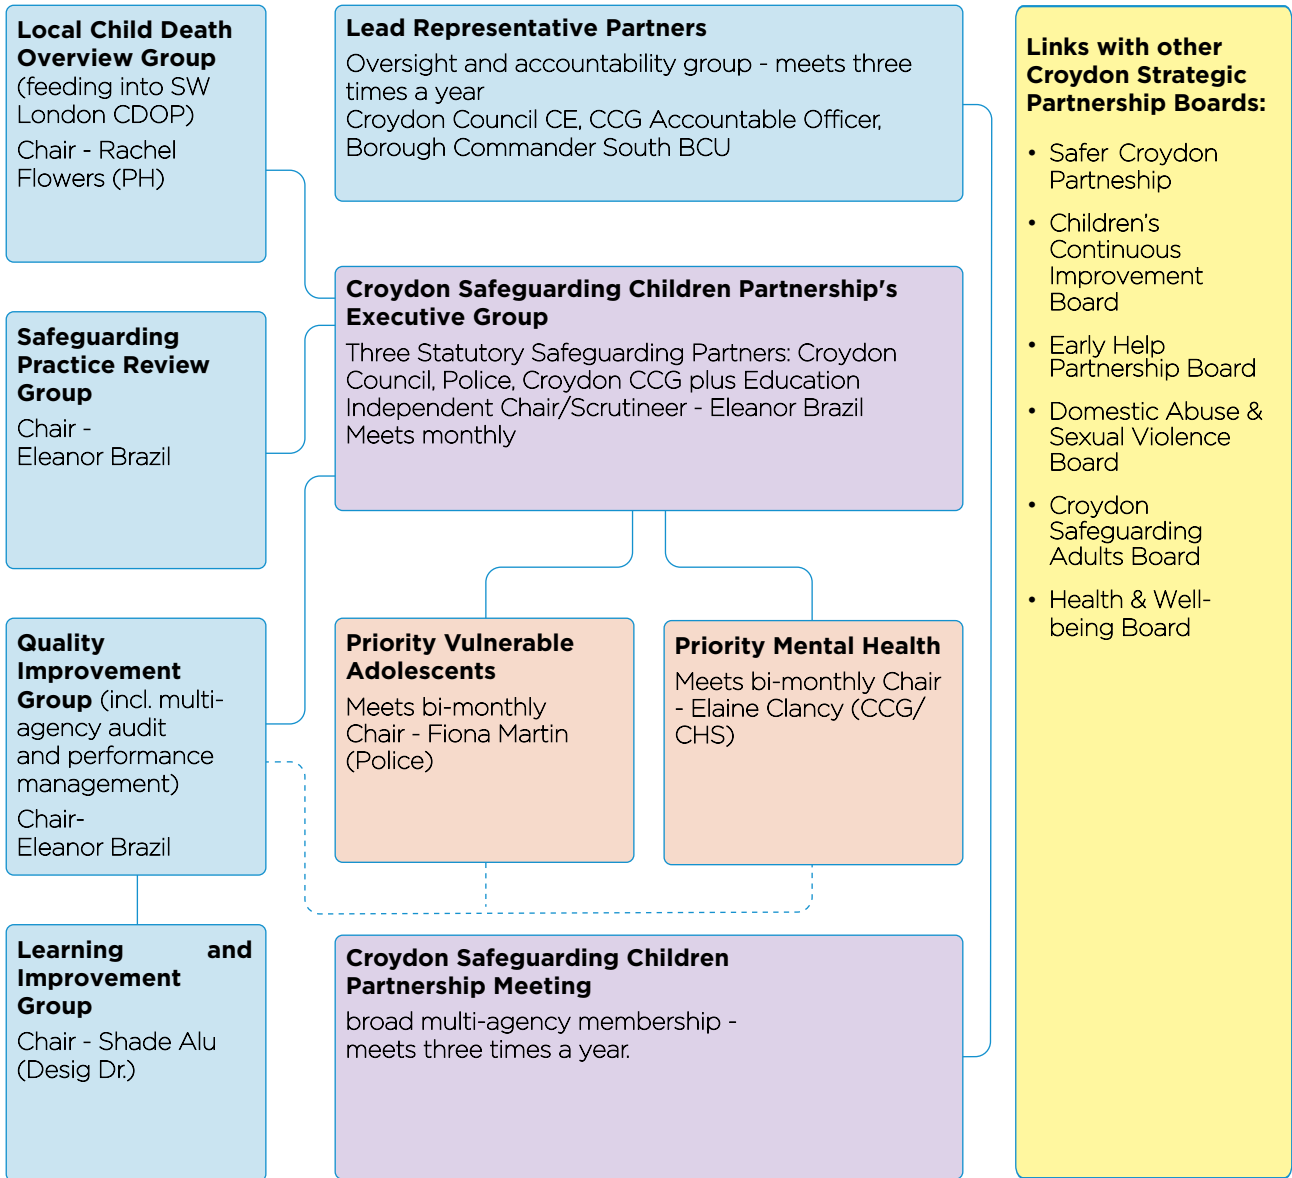 Local Child Death
Overview Group
(feeding into SW
London CDOP)
Chair - Rachel
Flowers (PH)
Lead Representative Partners
Oversight and accountability group - meets three
times a year
Croydon Council CE, CCG Accountable Officer,
Borough Commander South BCU
Safeguarding
Practice Review
Group
Chair -
Eleanor Brazil
Croydon Safeguarding Children Partnership's
Executive Group
Three Statutory Safeguarding Partners: Croydon
Council, Police, Croydon CCG plus Education
Independent Chair/Scrutineer - Eleanor Brazil
Meets monthly
Quality
Improvement
Group (incl. multi-
agency audit
and performance
management)
Chair-
Eleanor Brazil
Priority Vulnerable
Adolescents
Meets bi-monthly
Chair - Fiona Martin
(Police)
Priority Mental Health
Meets bi-monthly Chair
- Elaine Clancy (CCG/
CHS)
Learning and
Improvement
Group
Chair - Shade Alu
(Desig Dr.)
Croydon Safeguarding Children
Partnership Meeting
broad multi-agency membership -
meets three times a year.
Links with other
Croydon Strategic
Partnership Boards:
• Safer Croydon
Partneship
• Children’s
Continuous
Improvement
Board
• Early Help
Partnership Board
• Domestic Abuse &
Sexual Violence
Board
• Croydon
Safeguarding
Adults Board
• Health & Well-
being Board